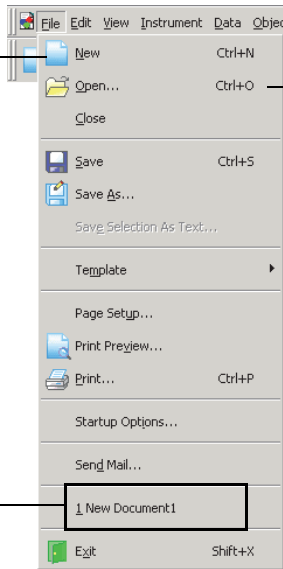 File Edit View Instrument Data Objec
New Ctrl+N
Open... Ctrl+O
Close
Save Ctrl+S
Save As...
Save Selection As Text...
Template
Page Setup...
Print Preview...
Print... Ctrl+P
Startup Options...
Send Mail...
1 New Document1
Exit Shift+X